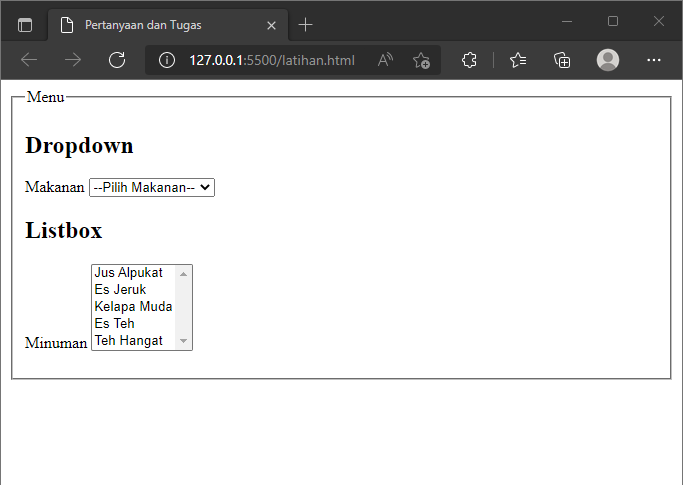 Pertanyaan dan Tugas
127.0.0.1:5500/latihan.html
Menu
Dropdown
Makanan --Pilih Makanan--
Listbox
Jus Alpukat
Es Jeruk
Kelapa Muda
Es Teh
Minuman Teh Hangat